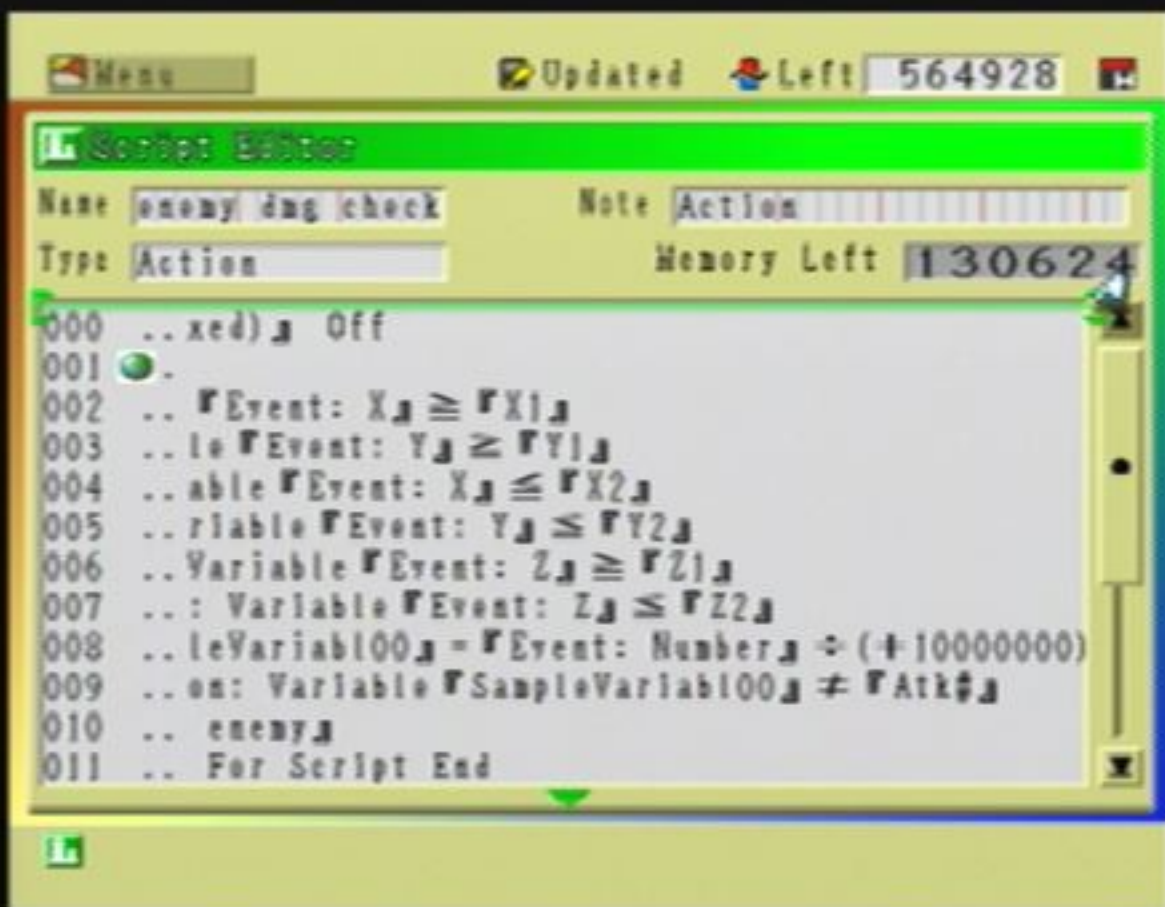 Menu Updated Left 564928
L Script Editor
Name enemy dmg check Note Action
Type Action Memory Left 130624
000 ..xed)』 Off
001 .
002 .. 『Event: X』 ≧ 『X1』
003 ..le『Event: Y』 ≧ 『Y1』
004 ..able『Event: X』 ≦ 『X2』
005 ..riable『Event: Y』 ≦ 『Y2』
006 ..Variable『Event: Z』 ≧ 『Z1』
007 ..: Variable『Event: Z』 ≦ 『Z2』
008 ..leVariabl00』=『Event: Number』 ÷ (+10000000)
009 ..on: Variable『SampleVariabl00』 ≠ 『Atk#』
010 .. enemy』
011 .. For Script End
L